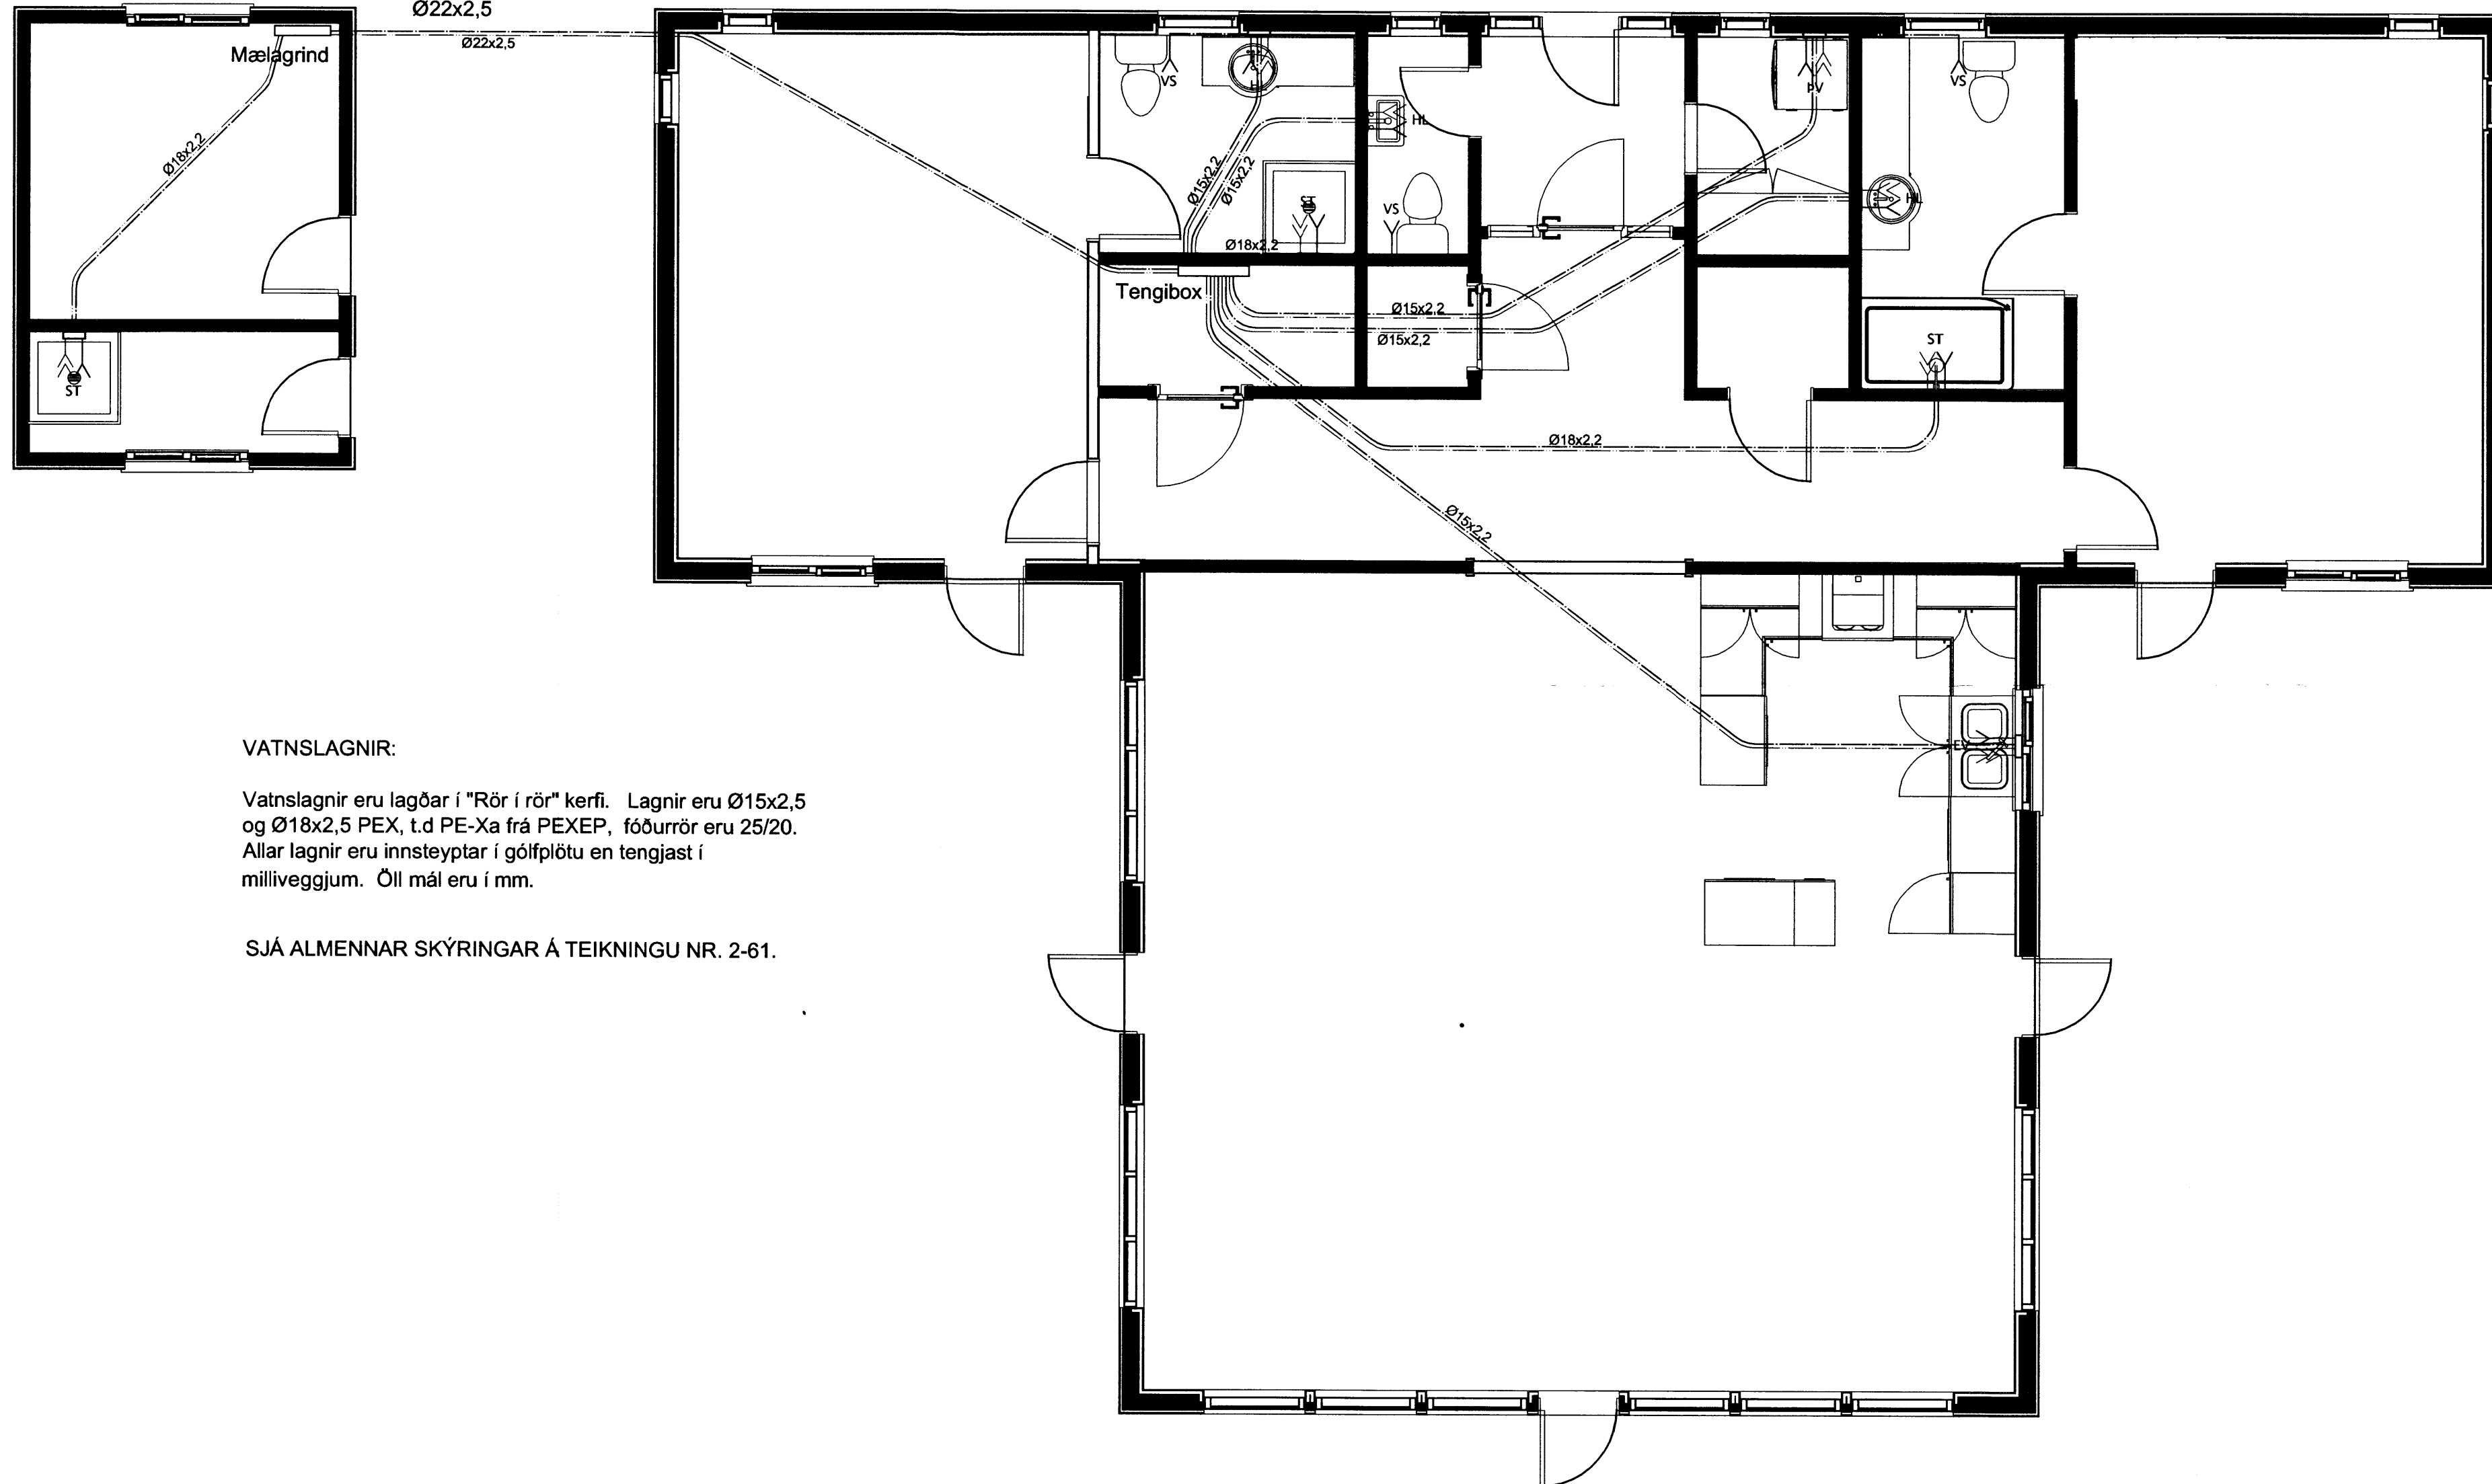 Ø22x2,5
Ø22x2,5
Mælagrind
Ø18x2,2
ST
VS
HL
VS
ST
Ø15x2,2
Ø15x2,2
Ø18x2,2
Tengibox
PV
VS
HL
ST
Ø15x2,2
Ø15x2,2
Ø18x2,2
Ø15x2,2
VATNSLAGNIR:
Vatnslagnir eru lagðar í "Rör í rör" kerfi. Lagnir eru Ø15x2,5
og Ø18x2,5 PEX, t.d PE-Xa frá PEXEP, fóðurrör eru 25/20.
Allar lagnir eru innsteyptar í gólfplötu en tengjast í
milliveggjum. Öll mál eru í mm.
SJÁ ALMENNAR SKÝRINGAR Á TEIKNINGU NR. 2-61.